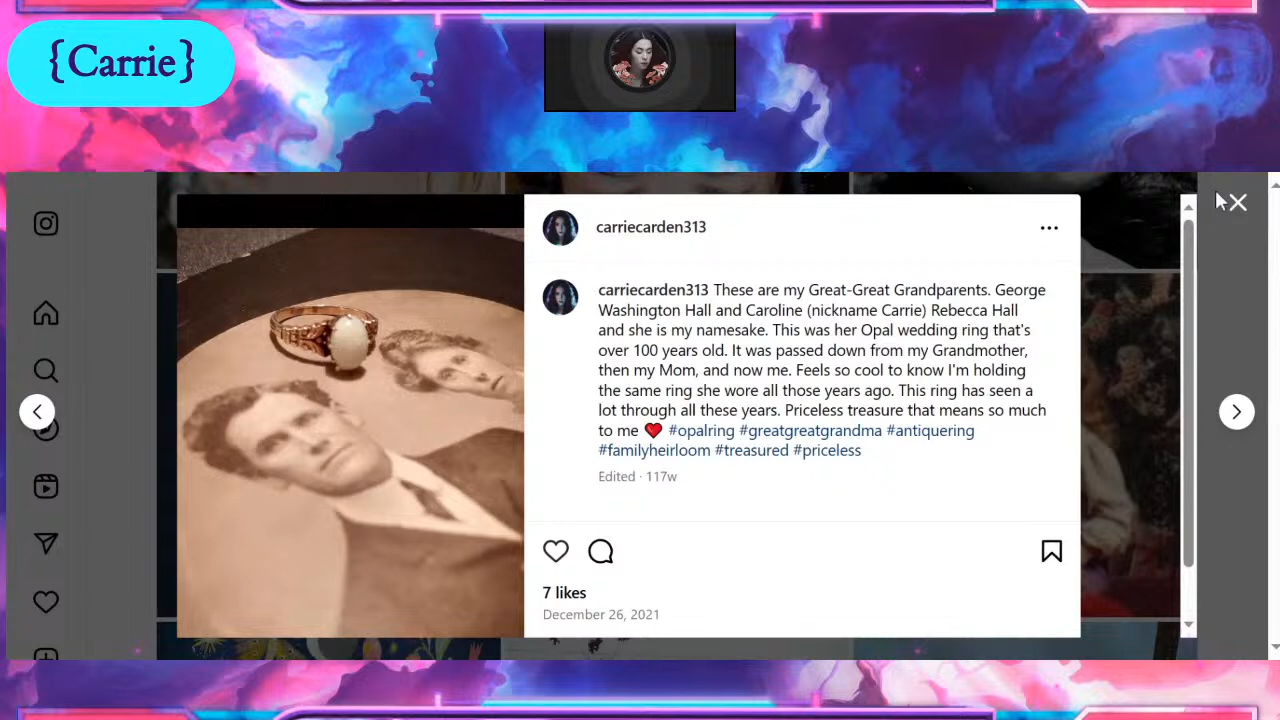 {Carrie}
carriecarden313
carriecarden313 These are my Great-Great Grandparents. George
Washington Hall and Caroline (nickname Carrie) Rebecca Hall
and she is my namesake. This was her Opal wedding ring that's
over 100 years old. It was passed down from my Grandmother,
then my Mom, and now me. Feels so cool to know I'm holding
the same ring she wore all those years ago. This ring has seen a
lot through all these years. Priceless treasure that means so much
to me ❤️ #opalring #greatgreatgrandma #antiquering
#familyheirloom #treasured #priceless
Edited · 117w
7 likes
December 26, 2021